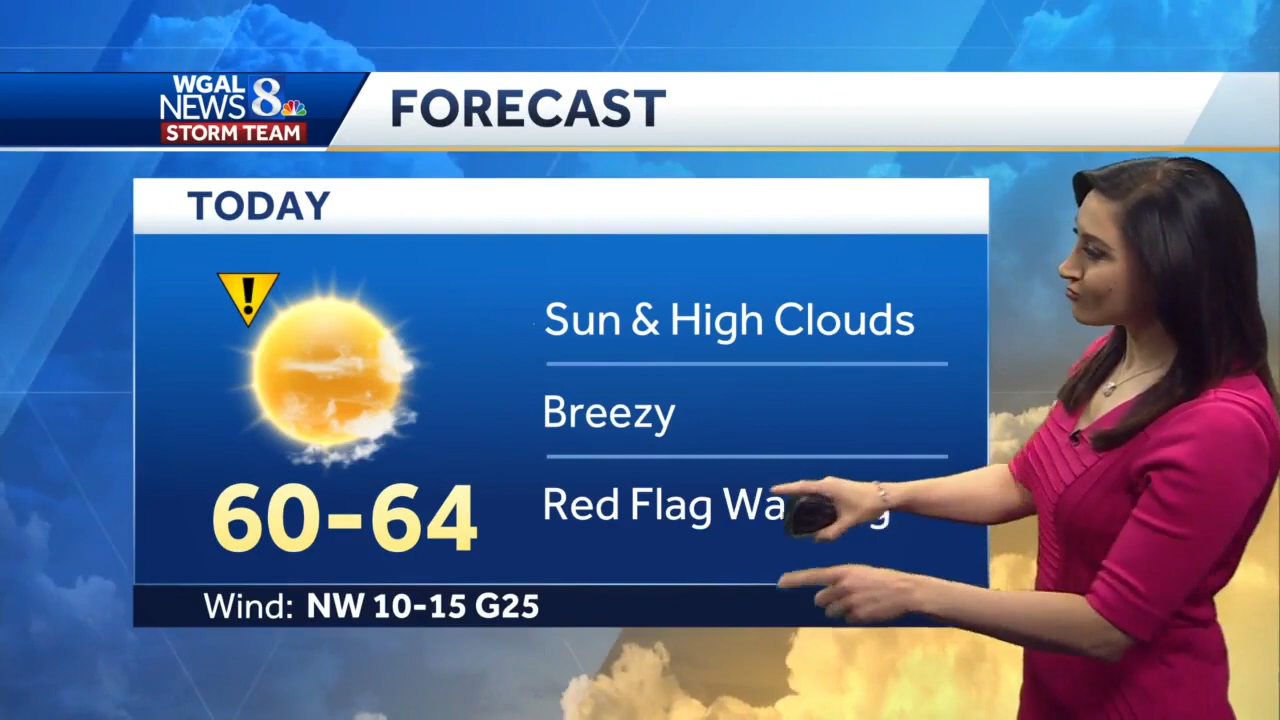 WGAL
NEWS 8
STORM TEAM
FORECAST
TODAY
!
Sun & High Clouds
Breezy
60-64
Red Flag
Wind: NW 10-15 G25